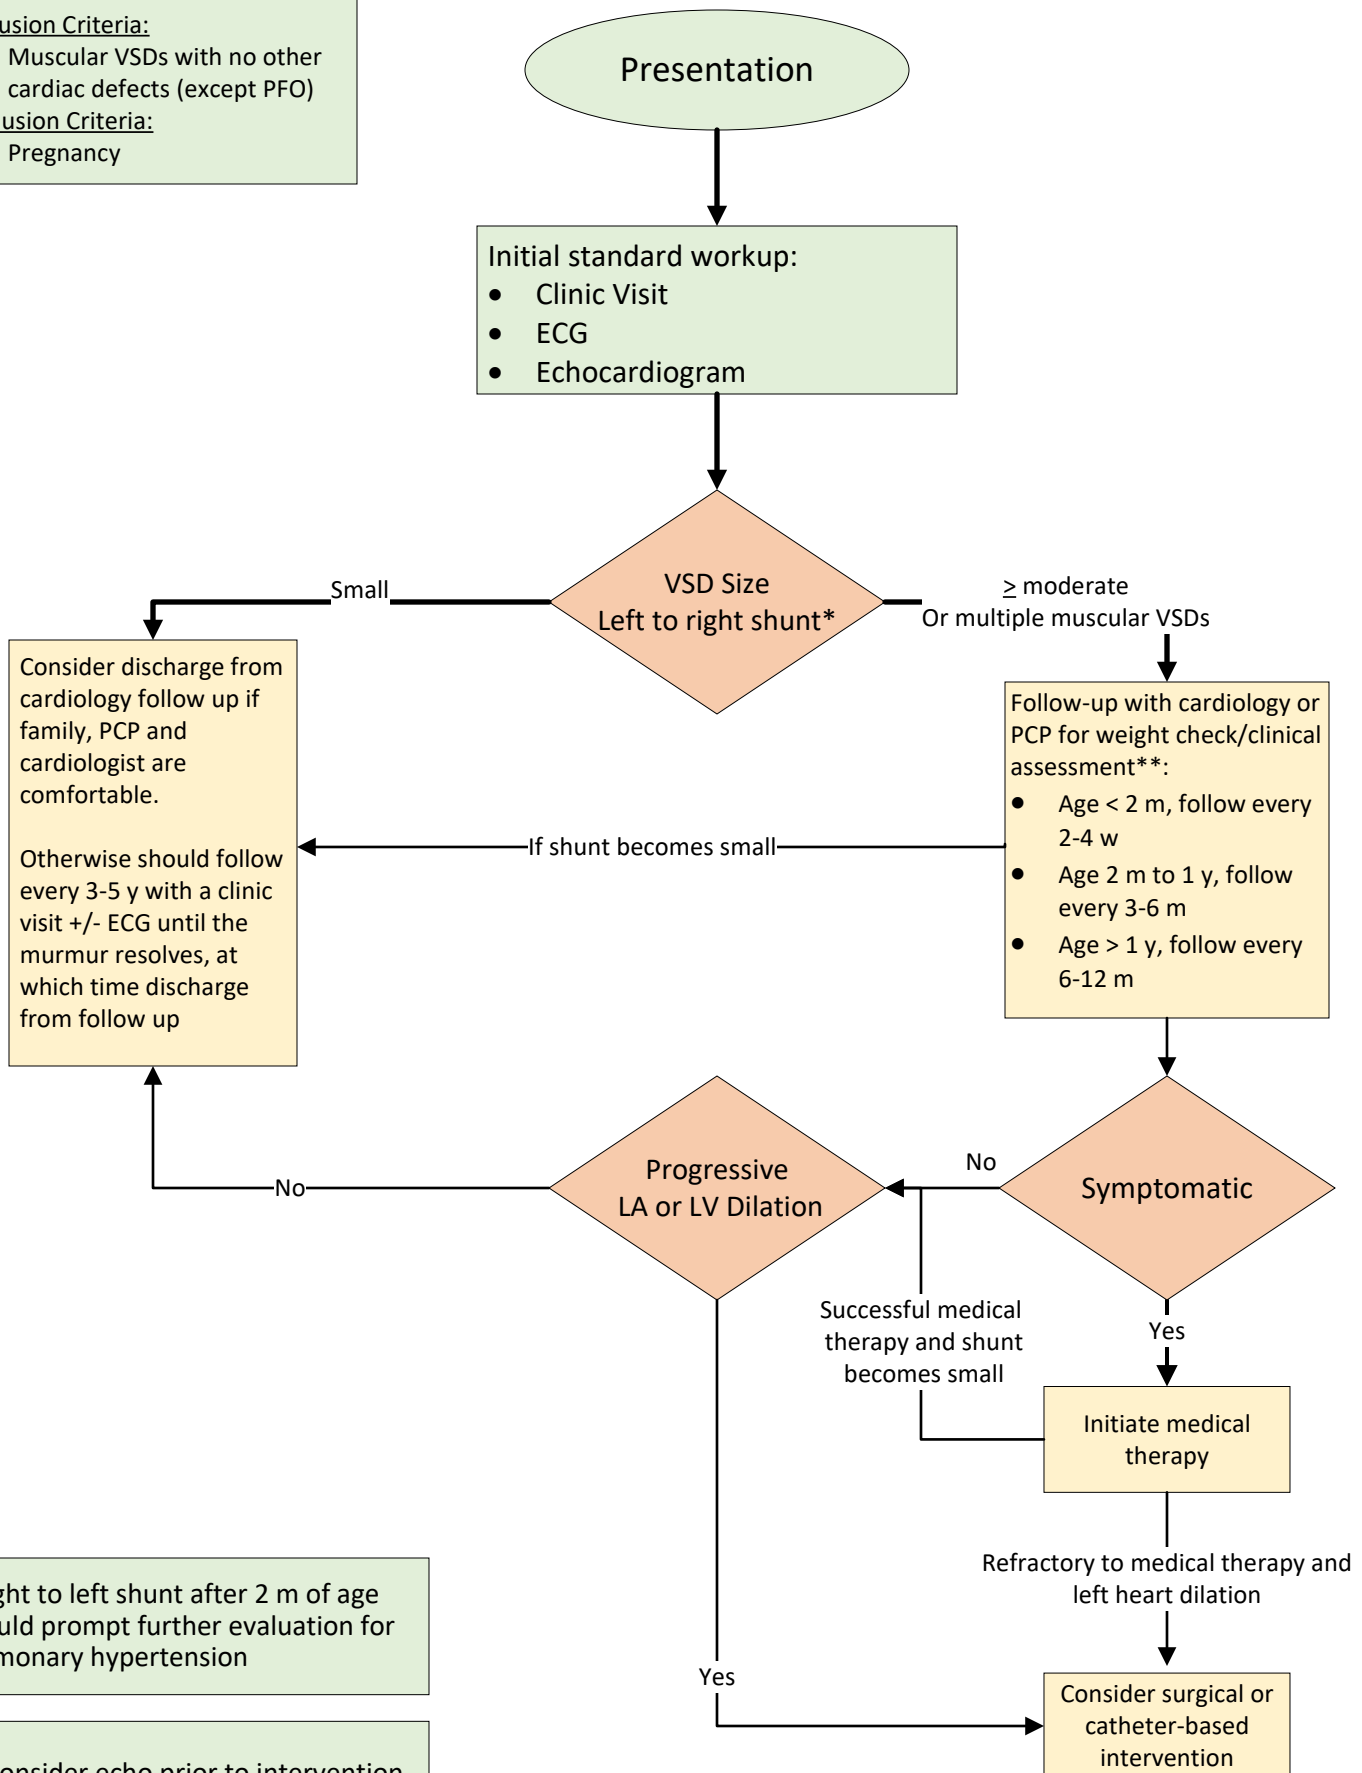 usion Criteria:
Muscular VSDs with no other
cardiac defects (except PFO)
usion Criteria:
Pregnancy
Presentation
Initial standard workup:
• Clinic Visit
• ECG
• Echocardiogram
VSD Size
Left to right shunt*
Small
≥ moderate
Or multiple muscular VSDs
Consider discharge from
cardiology follow up if
family, PCP and
cardiologist are
comfortable.
Otherwise should follow
every 3-5 y with a clinic
visit +/- ECG until the
murmur resolves, at
which time discharge
from follow up
Follow-up with cardiology or
PCP for weight check/clinical
assessment**:
• Age < 2 m, follow every
2-4 w
• Age 2 m to 1 y, follow
every 3-6 m
• Age > 1 y, follow every
6-12 m
If shunt becomes small
Progressive
LA or LV Dilation
No
No
Symptomatic
Successful medical
therapy and shunt
becomes small
Yes
Initiate medical
therapy
Refractory to medical therapy and
left heart dilation
Yes
Consider surgical or
catheter-based
intervention
ght to left shunt after 2 m of age
uld prompt further evaluation for
monary hypertension
onsider echo prior to intervention